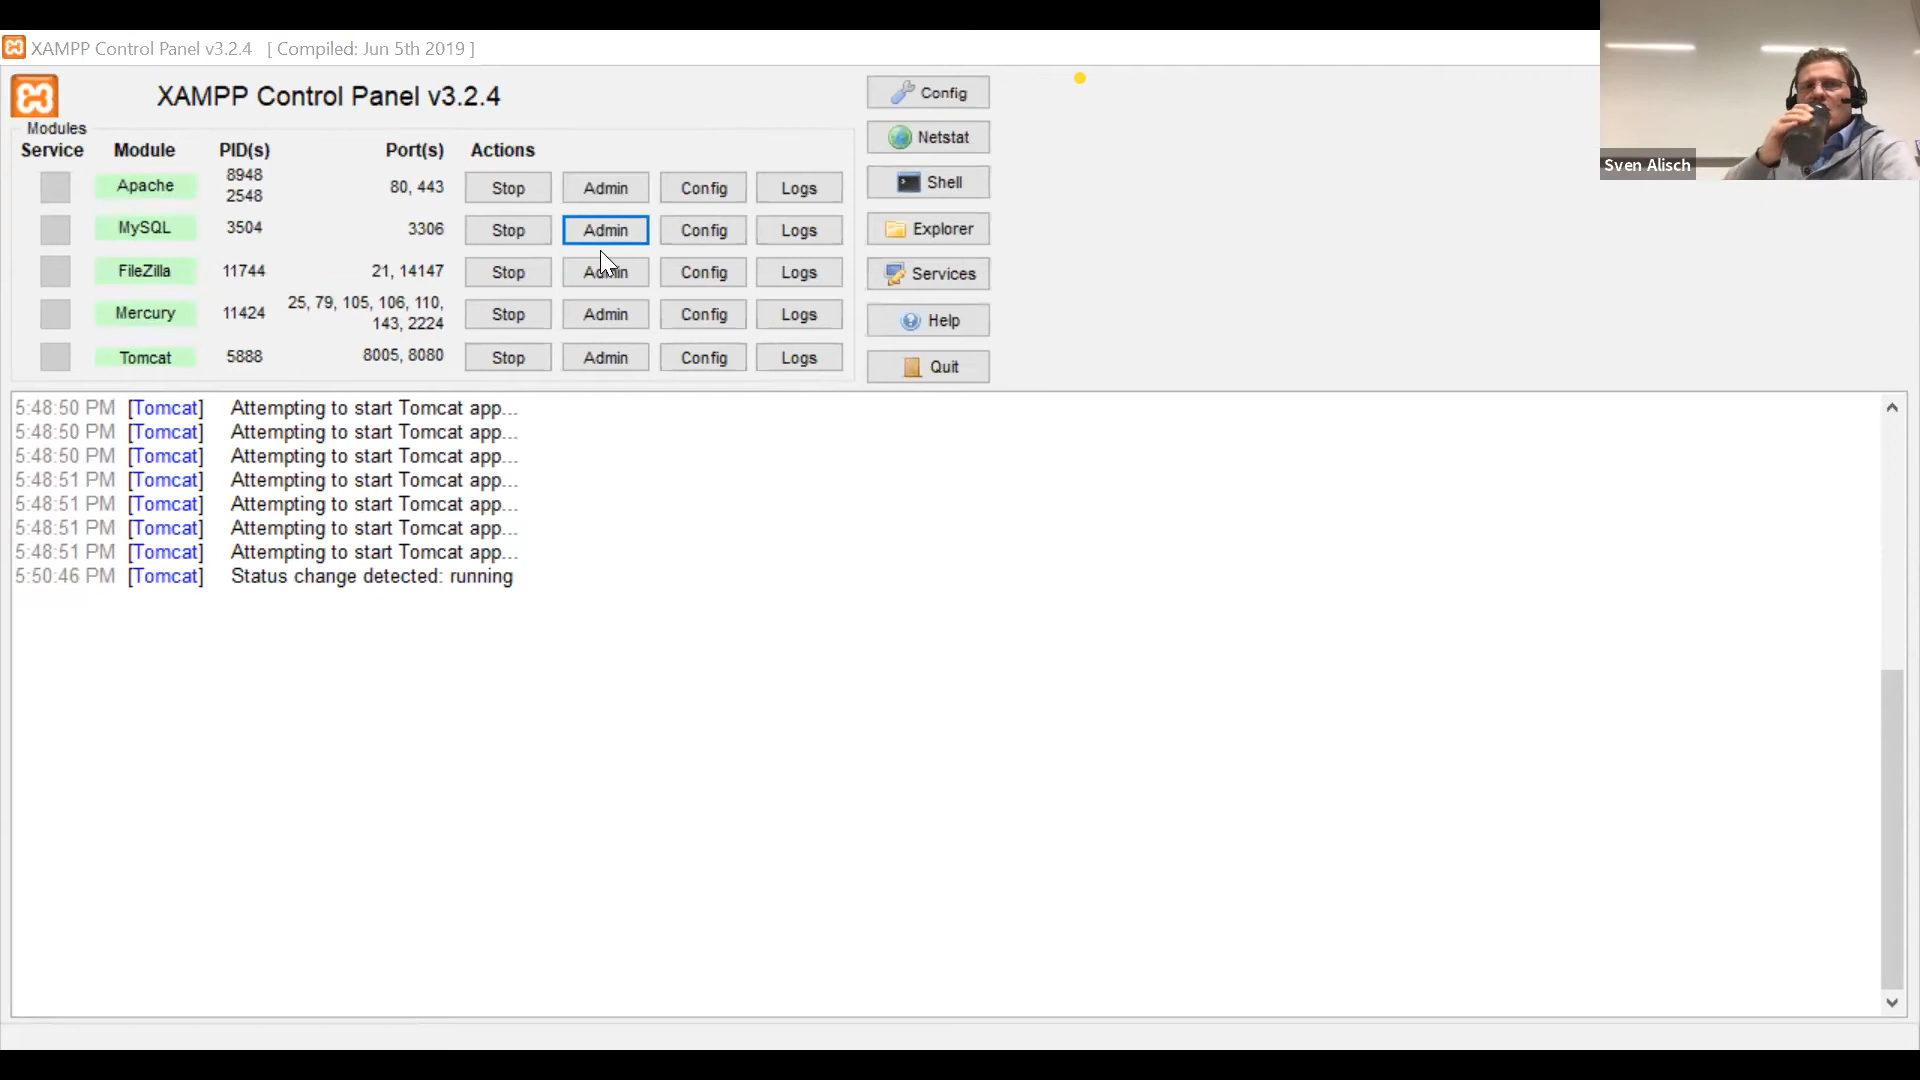 XAMPP Control Panel v3.2.4 [ Compiled: Jun 5th 2019 ]
XAMPP Control Panel v3.2.4
Modules
Service Module PID(s) Port(s) Actions
Apache 8948 2548 80, 443 Stop Admin Config Logs
MySQL 3504 3306 Stop Admin Config Logs
FileZilla 11744 21, 14147 Stop Admin Config Logs
Mercury 11424 25, 79, 105, 106, 110, 143, 2224 Stop Admin Config Logs
Tomcat 5888 8005, 8080 Stop Admin Config Logs
Config
Netstat
Shell
Explorer
Services
Help
Quit
Sven Alisch
5:48:50 PM [Tomcat] Attempting to start Tomcat app...
5:48:50 PM [Tomcat] Attempting to start Tomcat app...
5:48:50 PM [Tomcat] Attempting to start Tomcat app...
5:48:51 PM [Tomcat] Attempting to start Tomcat app...
5:48:51 PM [Tomcat] Attempting to start Tomcat app...
5:48:51 PM [Tomcat] Attempting to start Tomcat app...
5:48:51 PM [Tomcat] Attempting to start Tomcat app...
5:50:46 PM [Tomcat] Status change detected: running